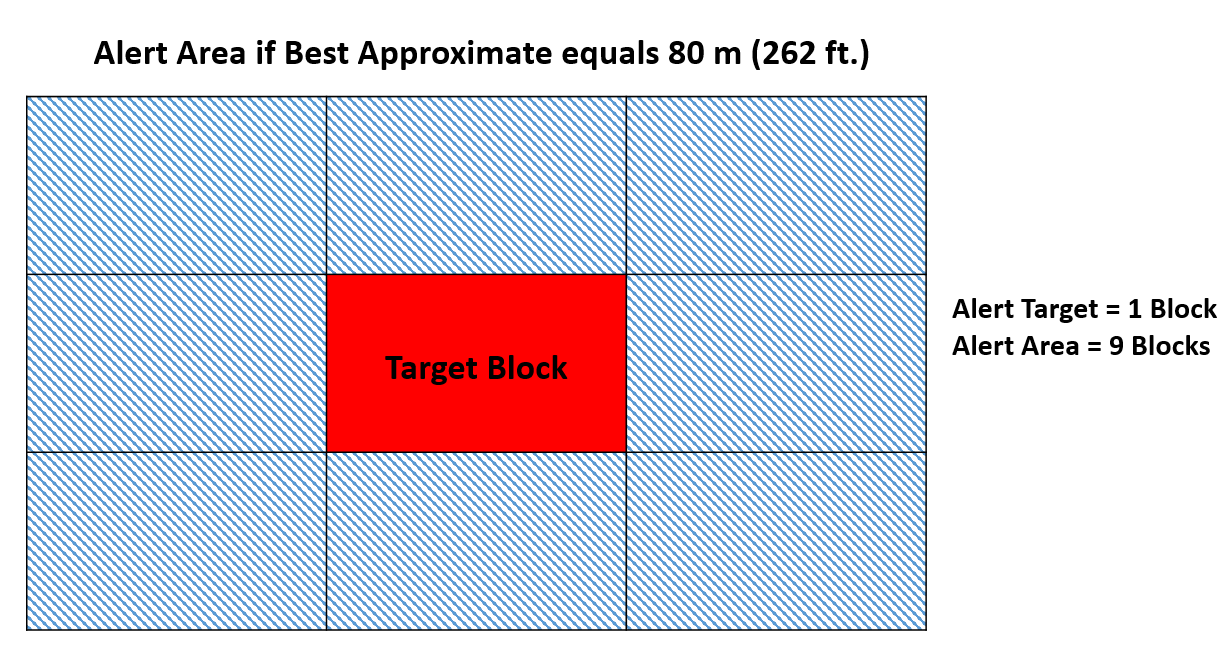 Alert Area if Best Approximate equals 80 m (262 ft.)
Target Block
Alert Target = 1 Block
Alert Area = 9 Blocks